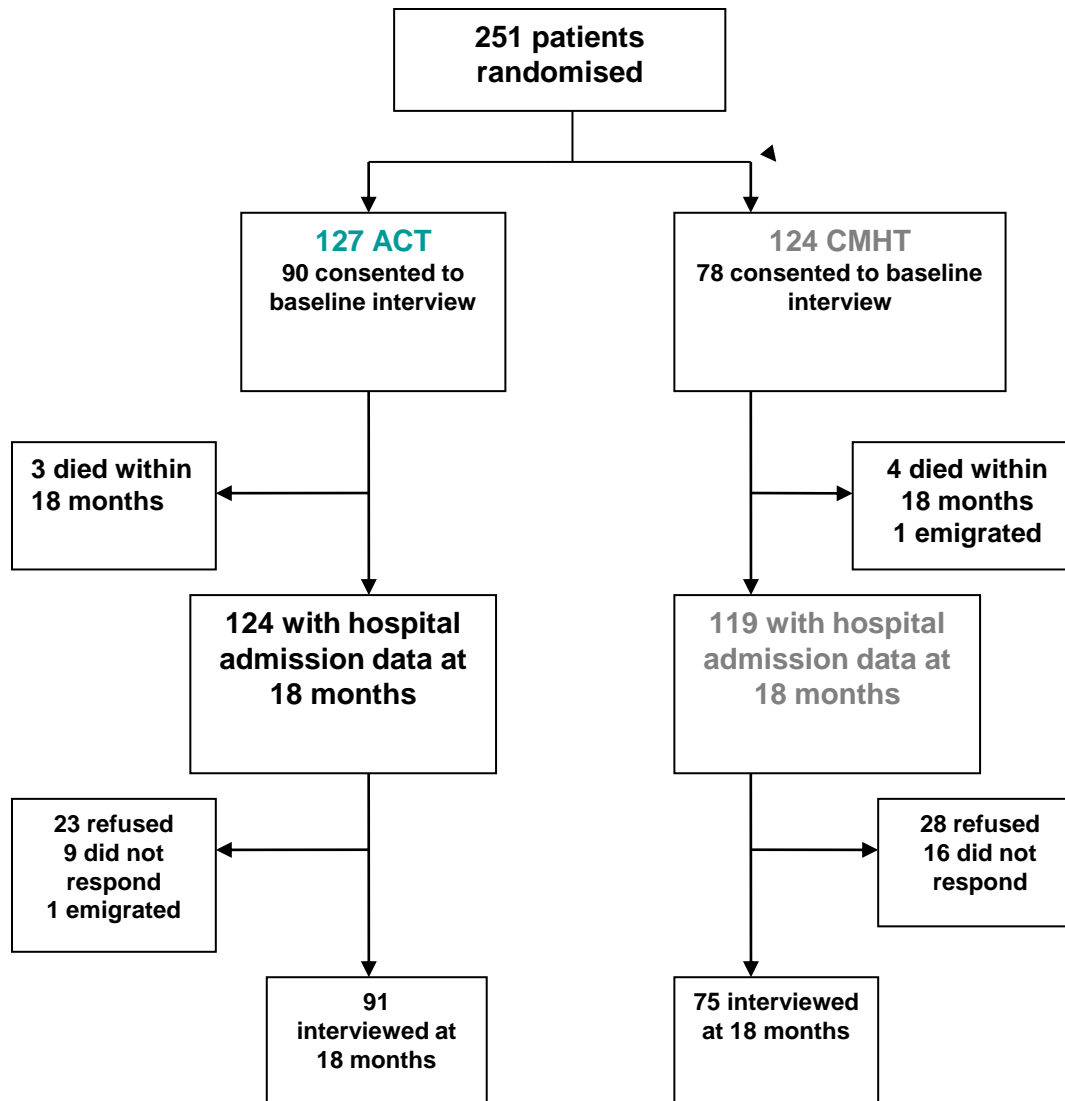 251 patients
randomised
127 ACT
90 consented to
baseline interview
124 CMHT
78 consented to baseline
interview
3 died within
18 months
4 died within
18 months
1 emigrated
124 with hospital
admission data at
18 months
119 with hospital
admission data at
18 months
23 refused
9 did not
respond
1 emigrated
28 refused
16 did not
respond
91
interviewed at
18 months
75 interviewed
at 18 months